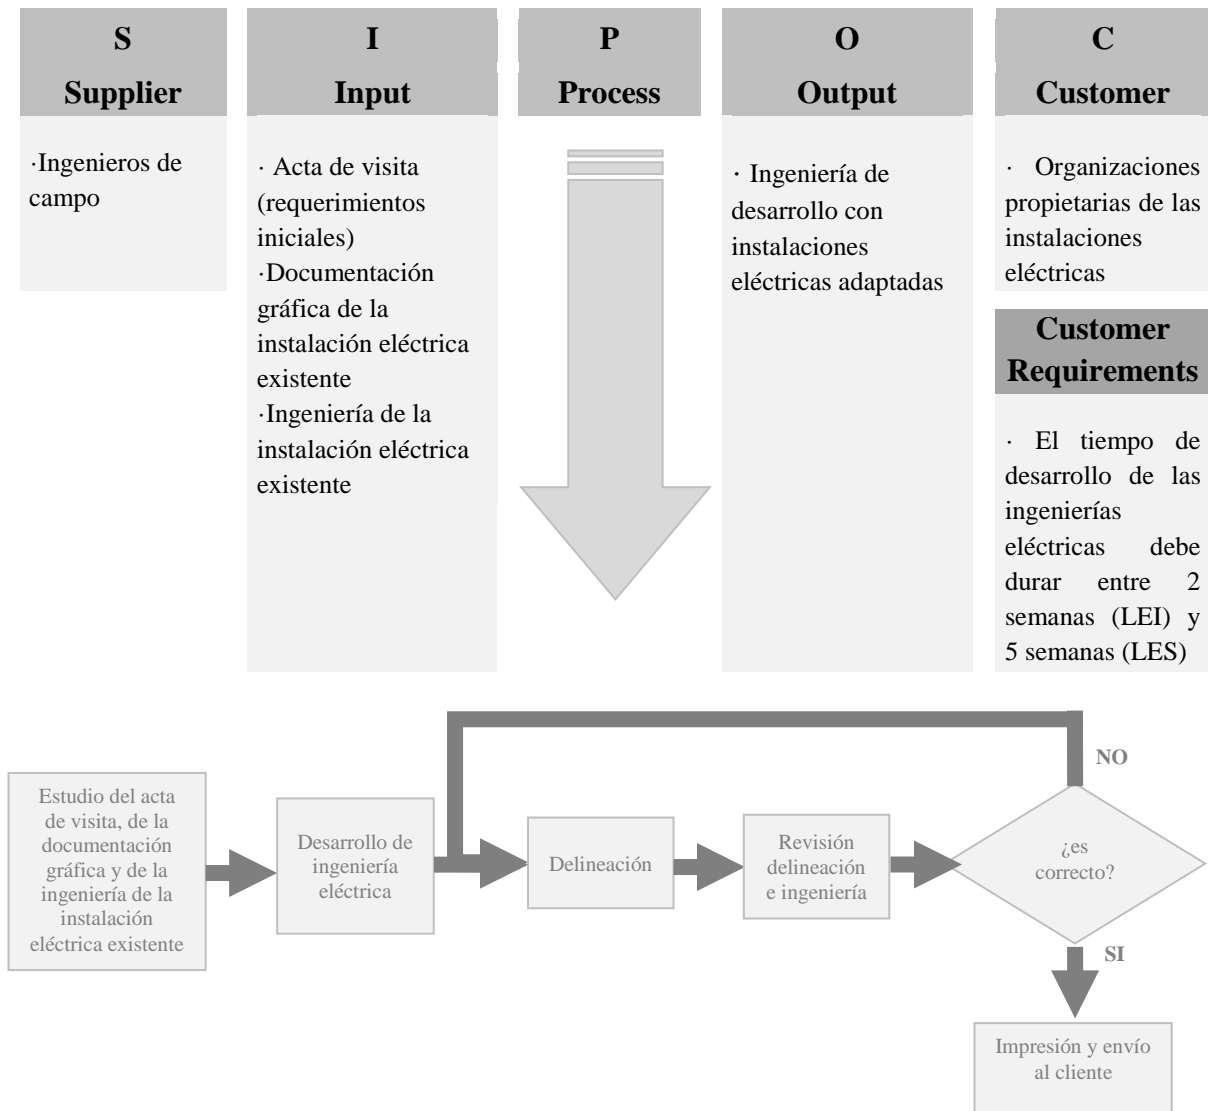 S
Supplier
·Ingenieros de
campo
I
Input
· Acta de visita
(requerimientos
iniciales)
·Documentación
gráfica de la
instalación eléctrica
existente
·Ingeniería de la
instalación eléctrica
existente
P
Process
O
Output
· Ingeniería de
desarrollo con
instalaciones
eléctricas adaptadas
C
Customer
· Organizaciones
propietarias de las
instalaciones
eléctricas
Customer
Requirements
· El tiempo de
desarrollo de las
ingenierías
eléctricas debe
durar entre 2
semanas (LEI) y
5 semanas (LES)
Estudio del acta
de visita, de la
documentación
gráfica y de la
ingeniería de la
instalación
eléctrica existente
Desarrollo de
ingeniería
eléctrica
Delineación
Revisión
delineación
e ingeniería
¿es
correcto?
NO
SI
Impresión y envío
al cliente